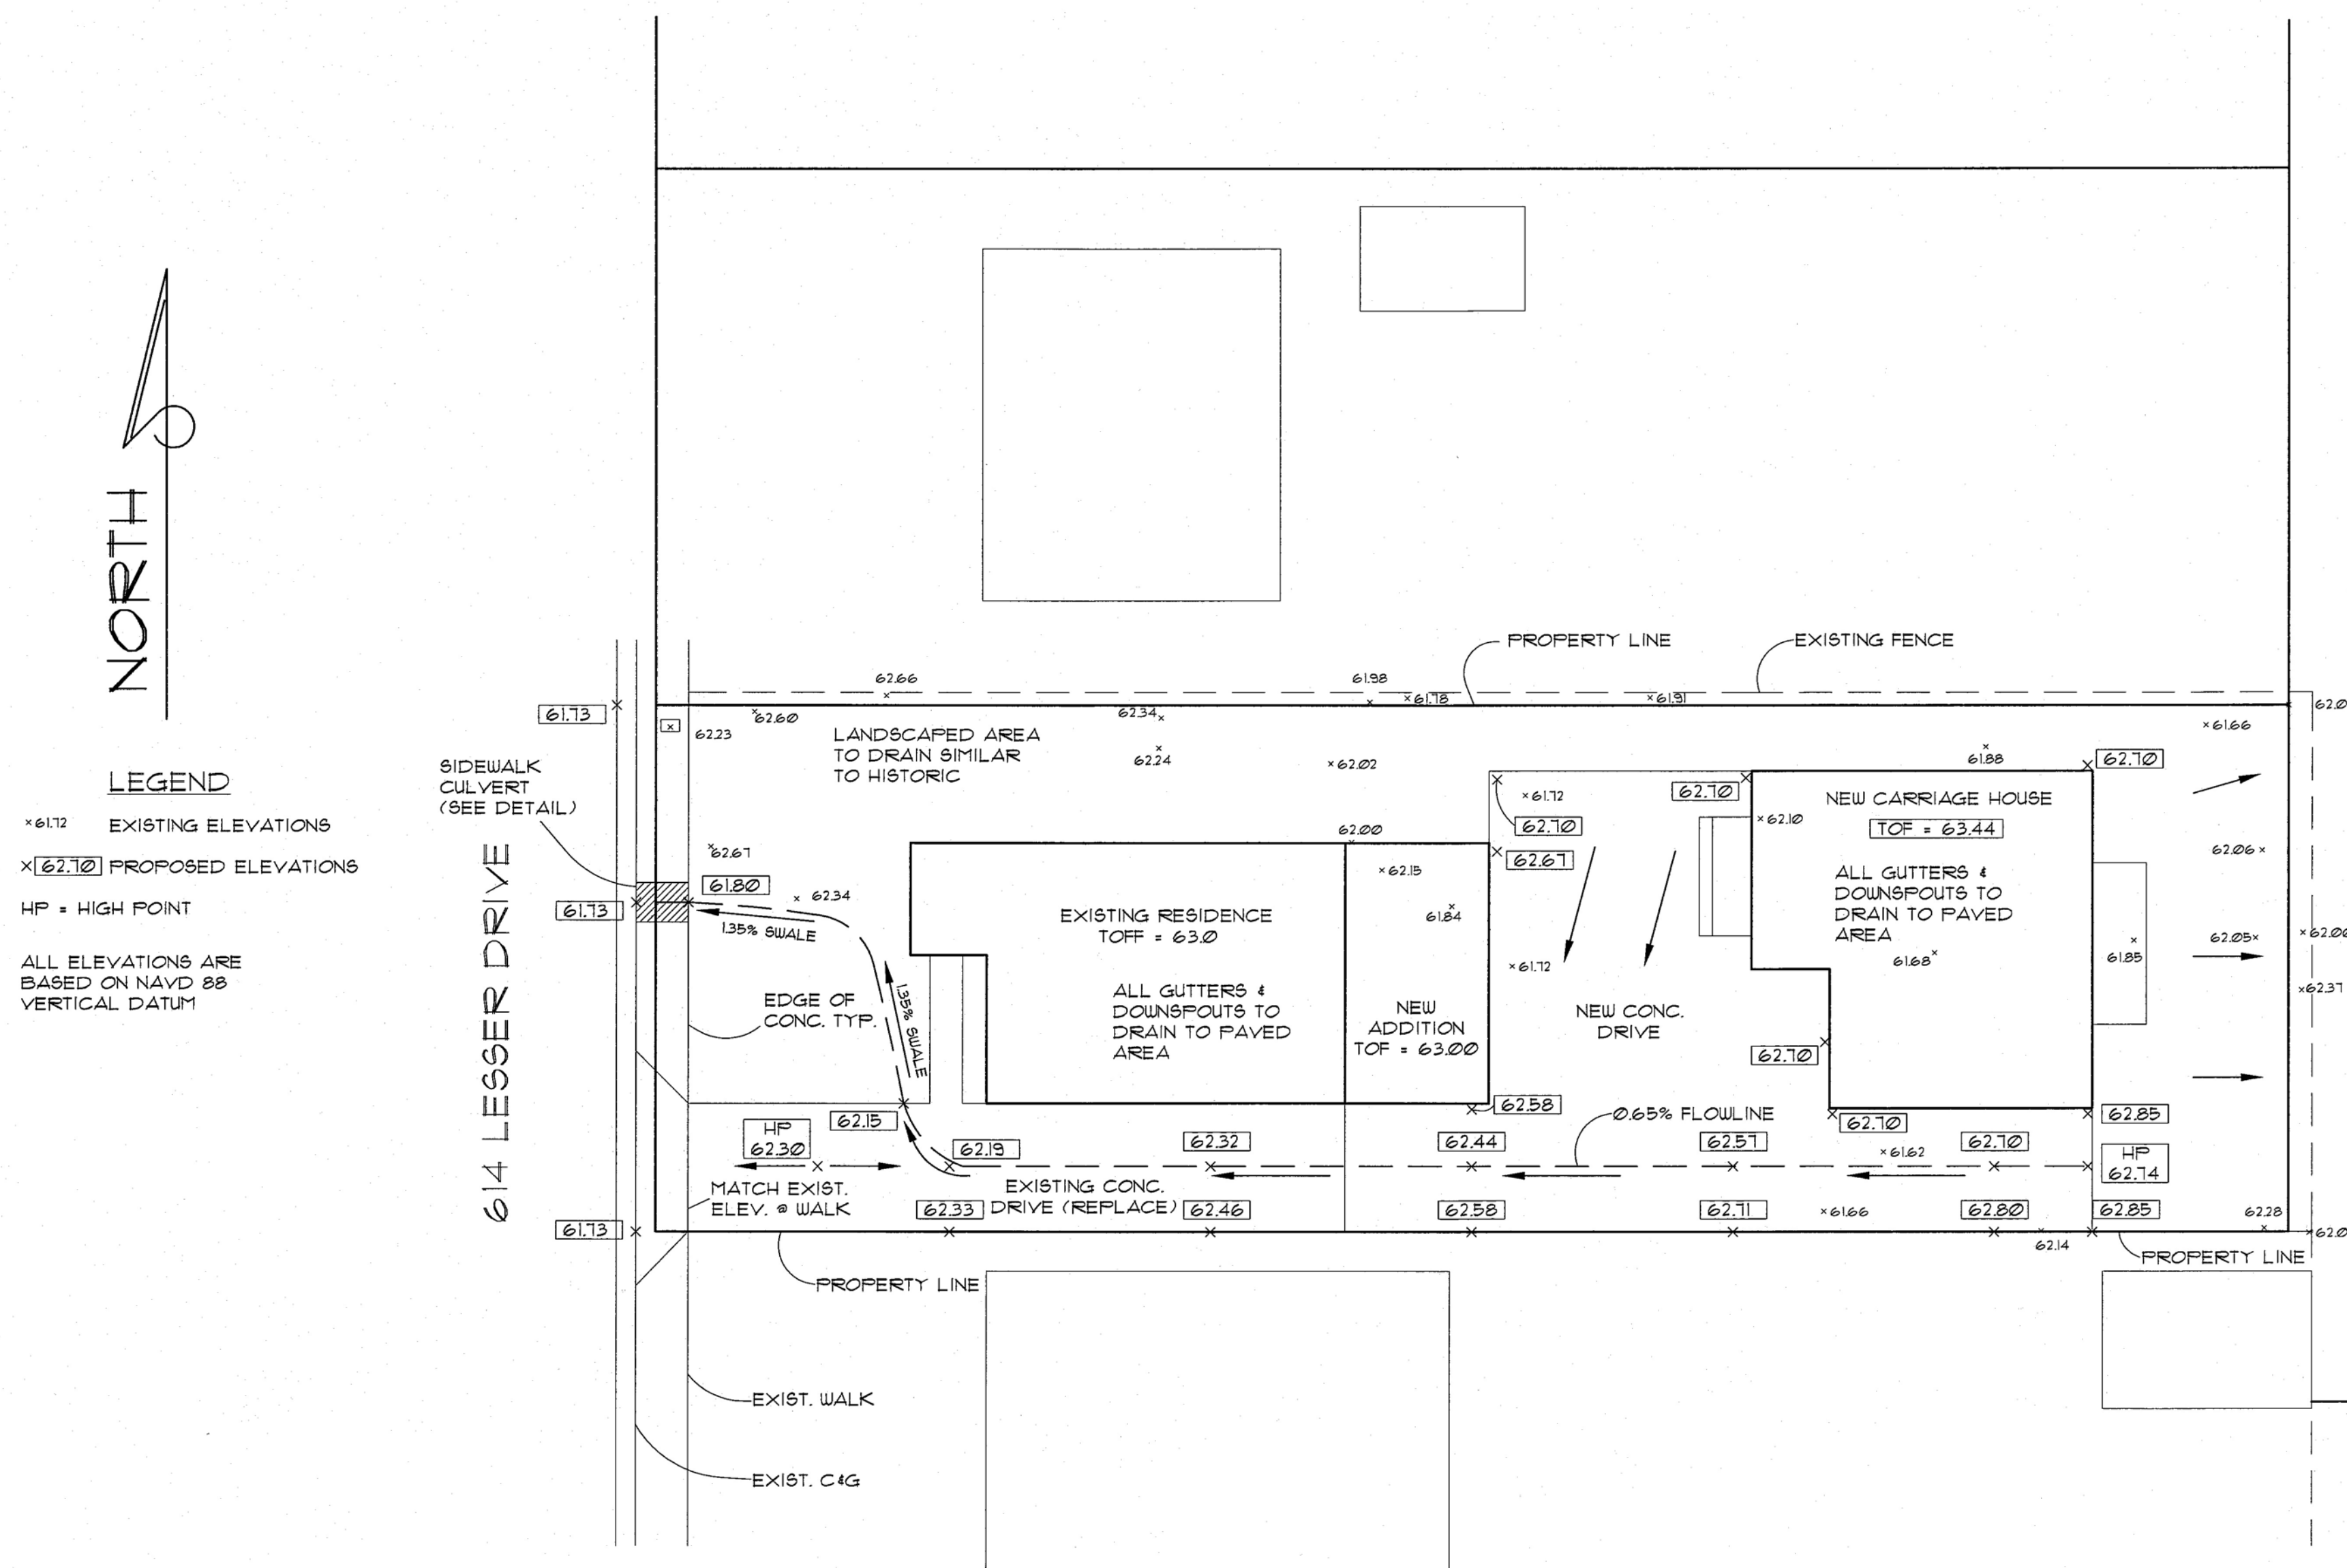 NORTH
LEGEND
×61.72 EXISTING ELEVATIONS
×62.70 PROPOSED ELEVATIONS
HP = HIGH POINT
ALL ELEVATIONS ARE
BASED ON NAVD 88
VERTICAL DATUM
614 LESSER DRIVE
SIDEWALK
CULVERT
(SEE DETAIL)
61.73
61.73
61.73
PROPERTY LINE
EXISTING FENCE
62.66
61.98
×61.78
×61.91
62.60
62.34
62.23
LANDSCAPED AREA
TO DRAIN SIMILAR
TO HISTORIC
62.24
×62.02
×61.66
61.88
62.70
62.70
×61.72
62.70
62.67
62.00
×62.10
NEW CARRIAGE HOUSE
TOF = 63.44
ALL GUTTERS &
DOWNSPOUTS TO
DRAIN TO PAVED
AREA
61.68
61.85
62.06×
62.05×
×62.37
62.67
61.80
62.34
1.35% SWALE
1.35% SWALE
EXISTING RESIDENCE
TOFF = 63.0
ALL GUTTERS &
DOWNSPOUTS TO
DRAIN TO PAVED
AREA
×62.15
61.84
NEW
ADDITION
TOF = 63.00
×61.72
NEW CONC.
DRIVE
EDGE OF
CONC. TYP.
62.70
62.58
0.65% FLOWLINE
62.70
62.85
62.15
HP
62.30
62.19
62.32
62.44
62.57
×61.62
62.70
HP
62.74
MATCH EXIST.
ELEV. @ WALK
EXISTING CONC.
DRIVE (REPLACE)
62.33
62.46
62.58
62.71
×61.66
62.80
62.85
62.28
62.14
PROPERTY LINE
PROPERTY LINE
EXIST. WALK
EXIST. C&G